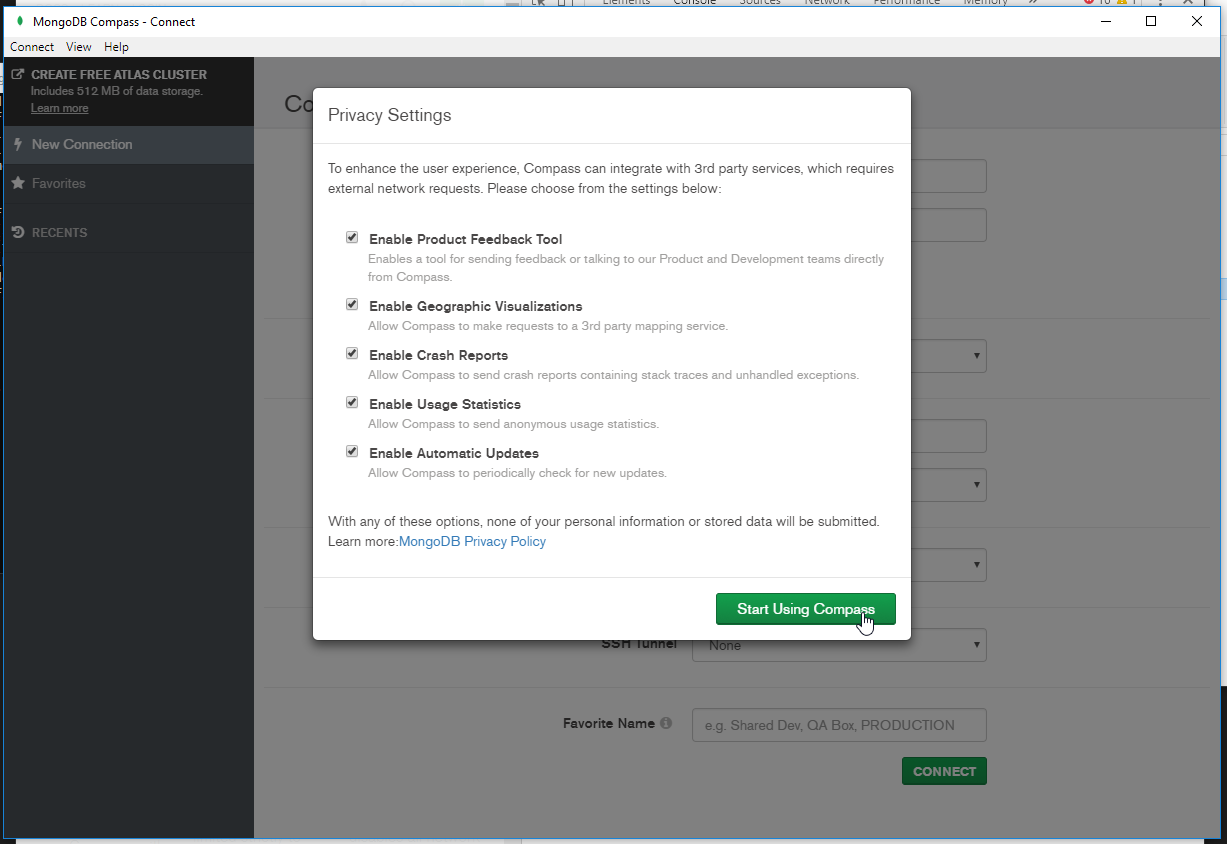 Elements Console Sources Network Performance Memory
MongoDB Compass - Connect
Connect View Help
CREATE FREE ATLAS CLUSTER
Includes 512 MB of data storage.
Learn more
New Connection
Favorites
RECENTS
Co
Privacy Settings
To enhance the user experience, Compass can integrate with 3rd party services, which requires
external network requests. Please choose from the settings below:
Enable Product Feedback Tool
Enables a tool for sending feedback or talking to our Product and Development teams directly
from Compass.
Enable Geographic Visualizations
Allow Compass to make requests to a 3rd party mapping service.
Enable Crash Reports
Allow Compass to send crash reports containing stack traces and unhandled exceptions.
Enable Usage Statistics
Allow Compass to send anonymous usage statistics.
Enable Automatic Updates
Allow Compass to periodically check for new updates.
With any of these options, none of your personal information or stored data will be submitted.
Learn more:MongoDB Privacy Policy
Start Using Compass
SSH Tunnel None
Favorite Name e.g. Shared Dev, QA Box, PRODUCTION
CONNECT